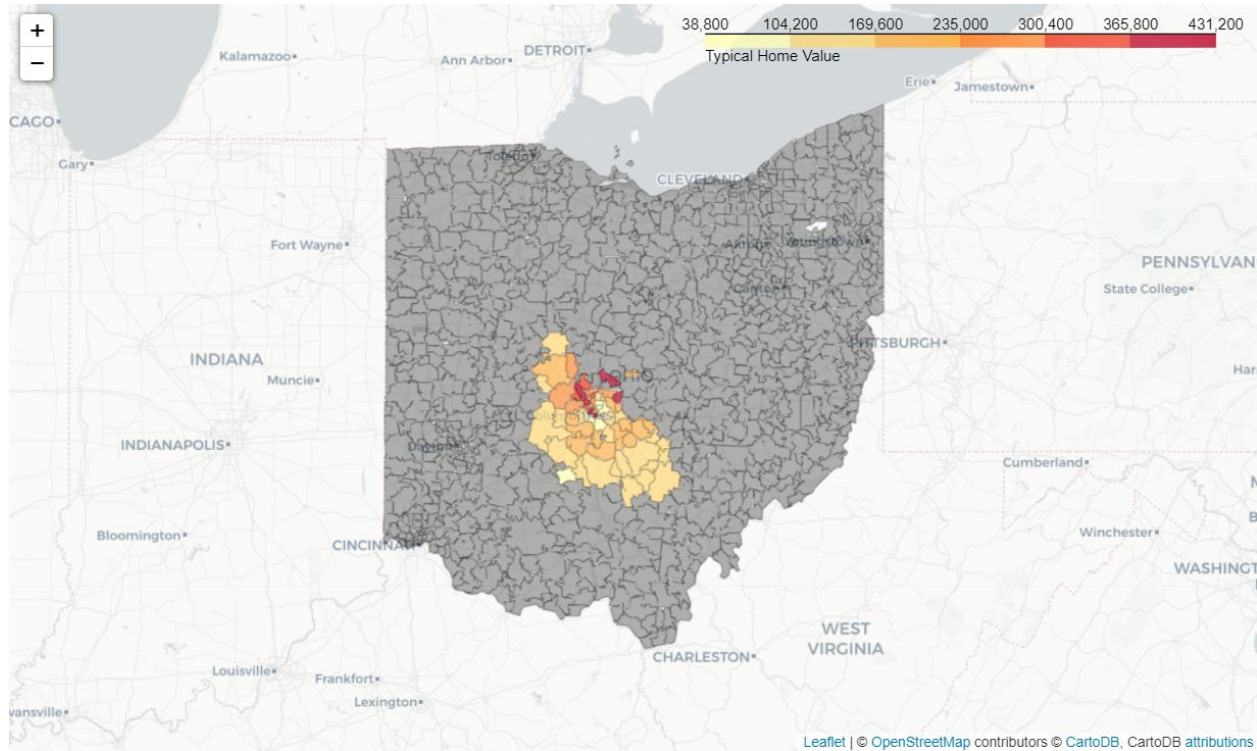 +
−
38,800 104,200 169,600 235,000 300,400 365,800 431,200
Typical Home Value
DETROIT
Kalamazoo
Ann Arbor
Erie
Jamestown
CAGO
Gary
Toledo
CLEVELAND
Fort Wayne
Akron
Youngstown
PENNSYLVAN
Canton
State College
PITTSBURGH
INDIANA
Muncie
OHIO
Har
INDIANAPOLIS
Dayton
Cumberland
Bloomington
CINCINNATI
Winchester
WASHINGT
WEST
VIRGINIA
CHARLESTON
Louisville
Frankfort
Lexington
vansville
Leaflet | © OpenStreetMap contributors © CartoDB, CartoDB attributions